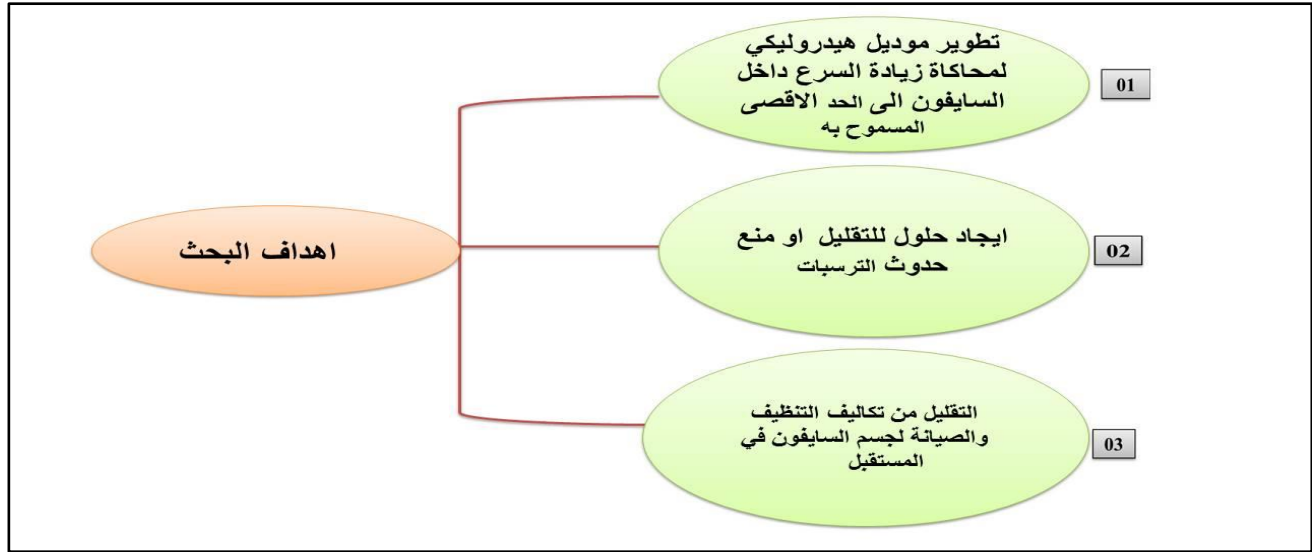 اهداف البحث
تطوير موديل هيدروليكي
لمحاكاة زيادة السرع داخل
السايفون الى الحد الاقصى
المسموح به
01
ايجاد حلول للتقليل او منع
حدوث الترسبات
02
التقليل من تكاليف التنظيف
والصيانة لجسم السايفون في
المستقبل
03